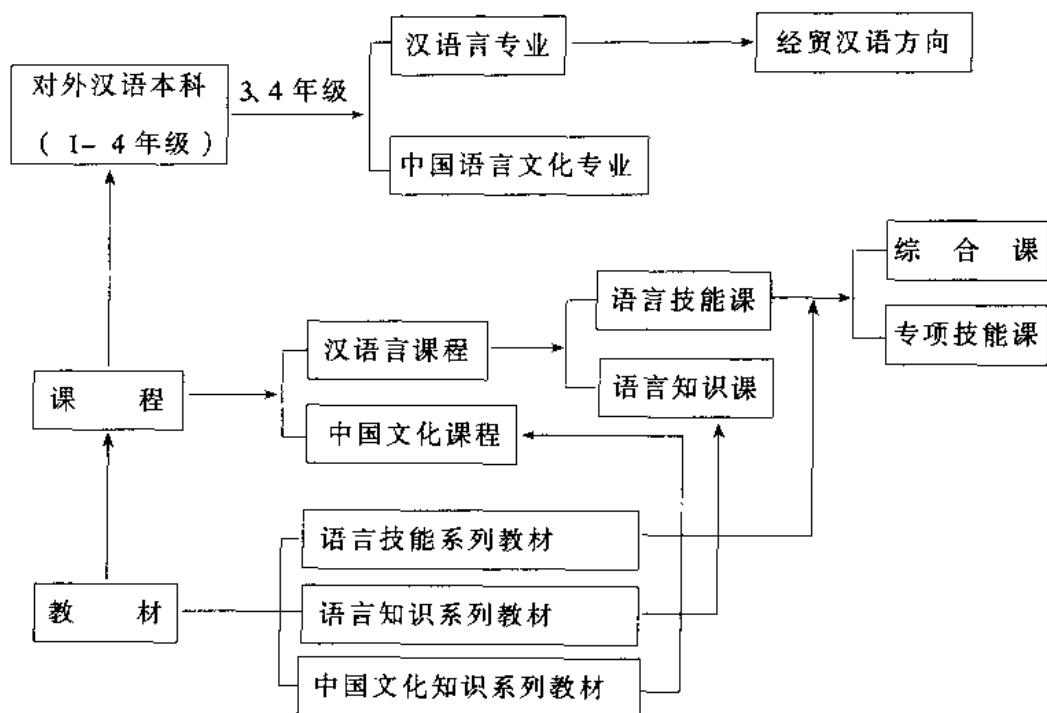 汉语言专业
经贸汉语方向
对外汉语本科
( I-4年级 )
3、4年级
中国语言文化专业
综合课
语言技能课
专项技能课
汉语言课程
语言知识课
课程
中国文化课程
语言技能系列教材
教材
语言知识系列教材
中国文化知识系列教材